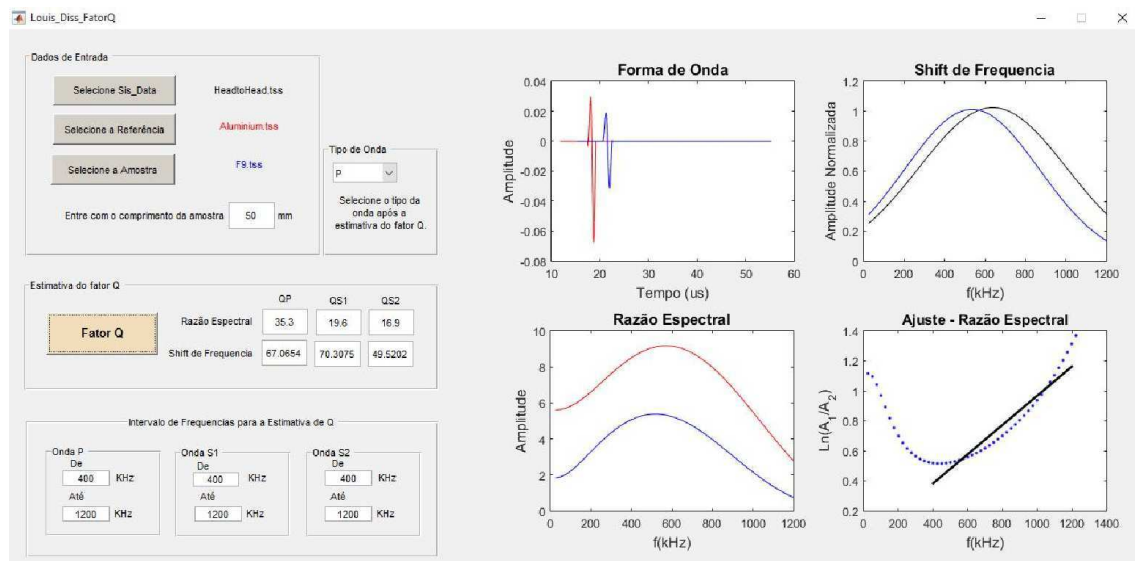 Louis_Diss_FatorQ
Dados de Entrada
Selecione Sis_Data
HeadtoHead.tss
Selecione a Referência
Aluminium.tss
Selecione a Amostra
F9.tss
Entre com o comprimento da amostra 50 mm
Tipo de Onda
P
Selecione o tipo da
onda após a
estimativa do fator Q.
Estimativa do fator Q
Fator Q
QP QS1 QS2
Razão Espectral 35.3 19.6 16.9
Shift de Frequencia 67.0654 70.3075 49.5202
Intervalo de Frequencias para a Estimativa de Q
Onda P
De
400 KHz
Até
1200 KHz
Onda S1
De
400 KHz
Até
1200 KHz
Onda S2
De
400 KHz
Até
1200 KHz
Forma de Onda
Amplitude
0.04
0.02
0
-0.02
-0.04
-0.06
-0.08
10 20 30 40 50 60
Tempo (us)
Shift de Frequencia
Amplitude Normalizada
1.2
1
0.8
0.6
0.4
0.2
0
0 200 400 600 800 1000 1200
f(kHz)
Razão Espectral
Amplitude
10
8
6
4
2
0
0 200 400 600 800 1000 1200
f(kHz)
Ajuste - Razão Espectral
Ln(A1/A2)
1.4
1.2
1
0.8
0.6
0.4
0.2
0 200 400 600 800 1000 1200 1400
f(kHz)